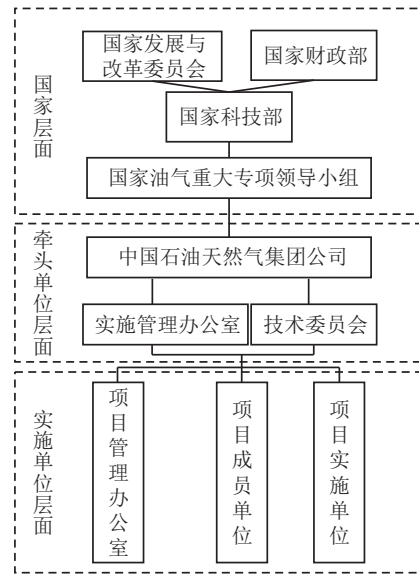 国家层面
国家发展与
改革委员会
国家财政部
国家科技部
国家油气重大专项领导小组
牵头单位层面
中国石油天然气集团公司
实施管理办公室
技术委员会
实施单位层面
项目管理办公室
项目成员单位
项目实施单位